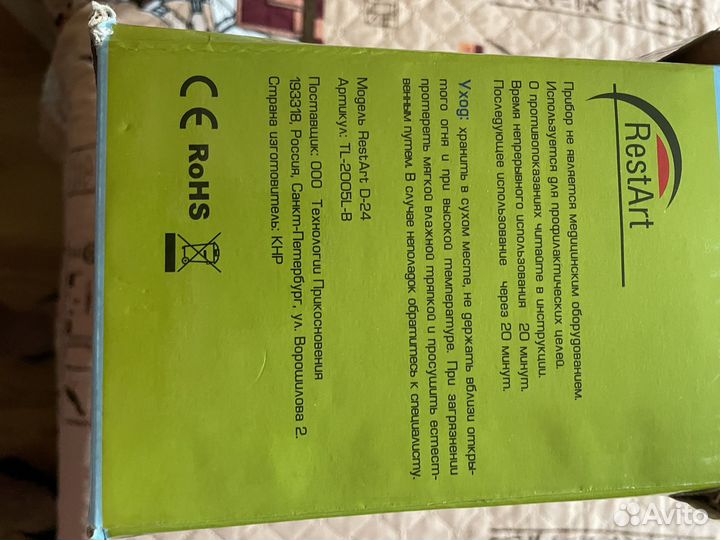 RestArt
Прибор не является медицинским оборудованием.
Используется для профилактических целей.
О противопоказаниях читайте в инструкции.
Время непрерывного использования 20 минут.
Последующее использование через 20 минут.
Уход: хранить в сухом месте, не держать вблизи откры-
того огня и при высокой температуре. При загрязнении
протереть мягкой влажной тряпкой и просушить естест-
венным путем. В случае неполадок обратитесь к специалисту.
Модель RestArt D-24
Артикул: TL-2005L-B
Поставщик: ООО Технологии Прикосновения
193318, Россия, Санкт-Петербург, ул. Ворошилова 2.
Страна изготовитель: КНР
CE RoHS
Avito